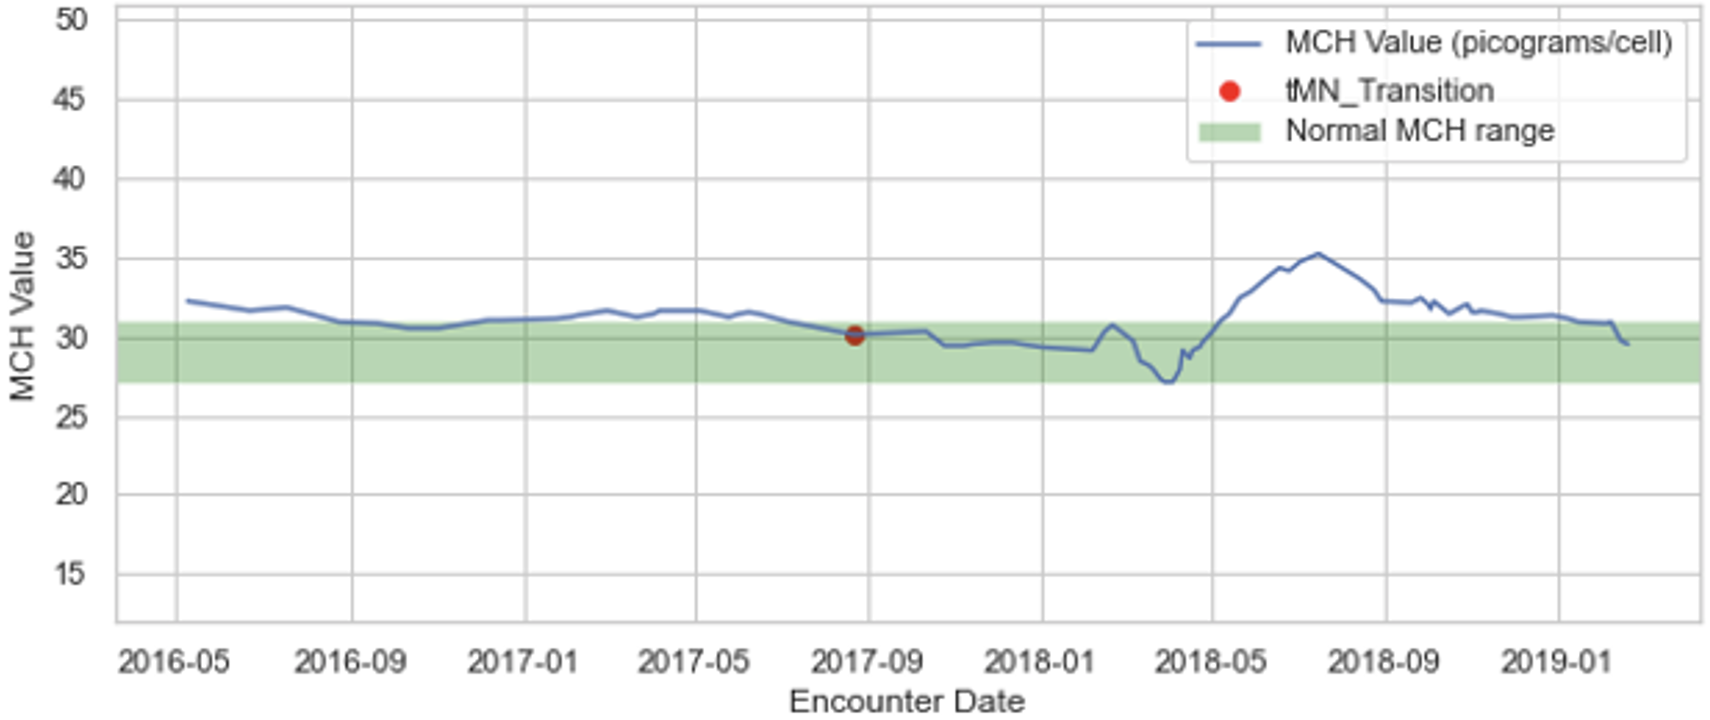 50
45
40
35
30
25
20
15
MCH Value
MCH Value (picograms/cell)
tMN_Transition
Normal MCH range
2016-05 2016-09 2017-01 2017-05 2017-09 2018-01 2018-05 2018-09 2019-01
Encounter Date